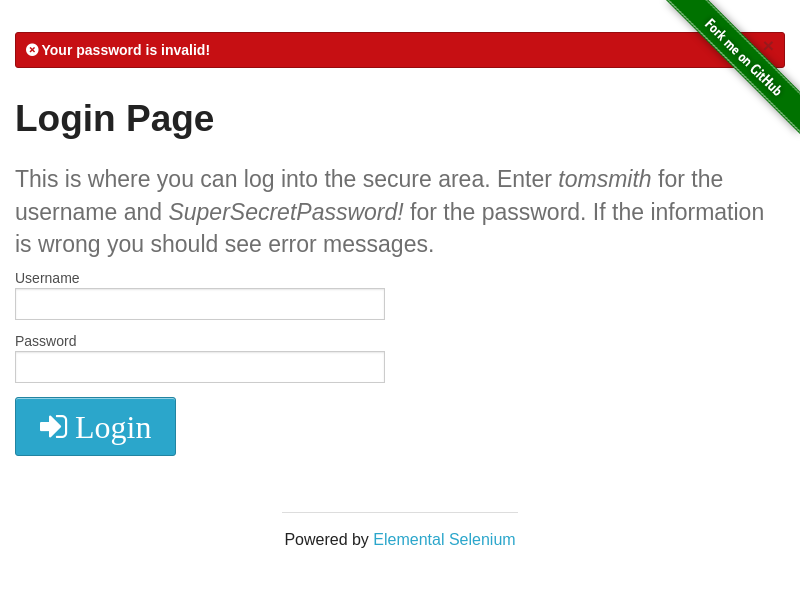 Your password is invalid!
Fork me on GitHub
Login Page
This is where you can log into the secure area. Enter tomsmith for the
username and SuperSecretPassword! for the password. If the information
is wrong you should see error messages.
Username
Password
Login
Powered by Elemental Selenium